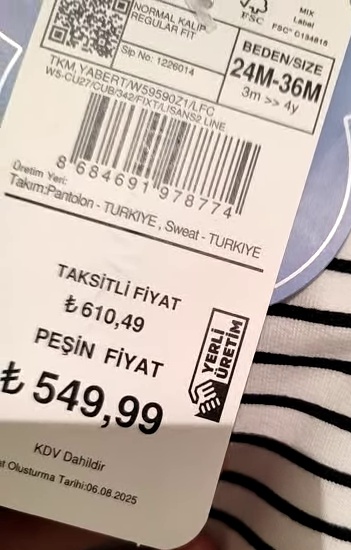 NORMAL KALIP
REGULAR FIT
FSC
MIX
Label
FSC® C134815
Sip No: 1226014
BEDEN/SIZE
24M-36M
3m >> 4y
TKM,YABERT/W59590Z1/LFC
W5-CU27/CUB/342/FIXT/LISANS2 LINE
8 684691 978774
Üretim Yeri:
Takım:Pantolon - TURKIYE , Sweat - TURKIYE
TAKSİTLİ FİYAT
₺ 610,49
PEŞİN FİYAT
₺ 549,99
YERLİ
ÜRETİM
KDV Dahildir
at Olusturma Tarihi:06.08.2025